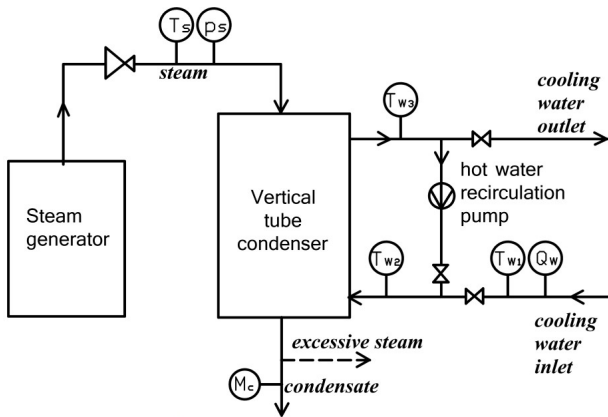 Ts
ps
steam
Tw3
cooling
water
outlet
Steam
generator
Vertical
tube
condenser
hot water
recirculation
pump
Tw2
Tw1
Qw
cooling
water
inlet
excessive steam
Mc
condensate